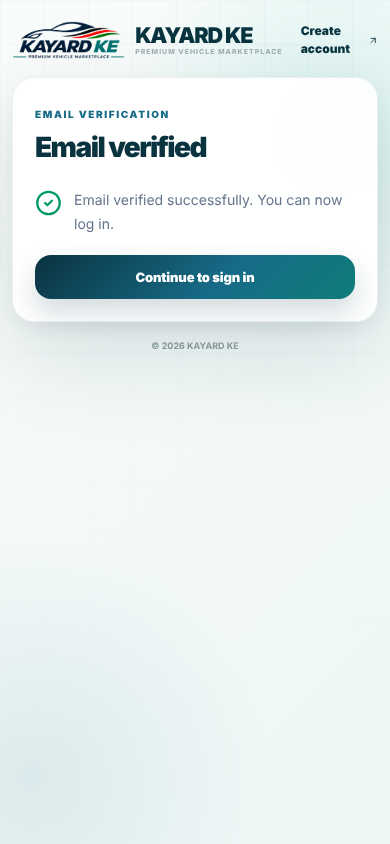 KAYARD KE
PREMIUM VEHICLE MARKETPLACE
KAYARD KE
PREMIUM VEHICLE MARKETPLACE
Create
account
EMAIL VERIFICATION
Email verified
Email verified successfully. You can now
log in.
Continue to sign in
© 2026 KAYARD KE